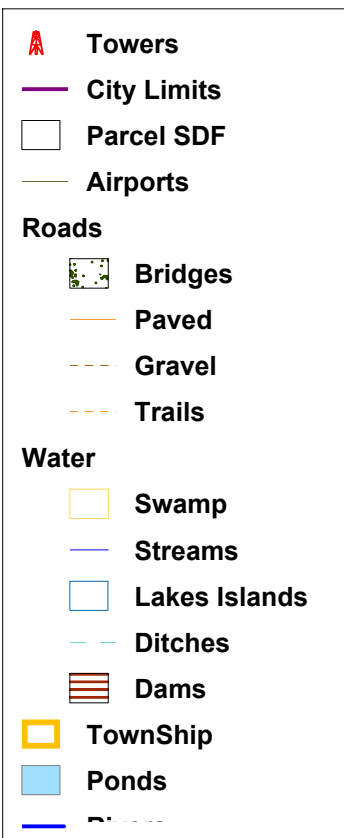 Towers
City Limits
Parcel SDF
Airports
Roads
Bridges
Paved
Gravel
Trails
Water
Swamp
Streams
Lakes Islands
Ditches
Dams
TownShip
Ponds
Rivers